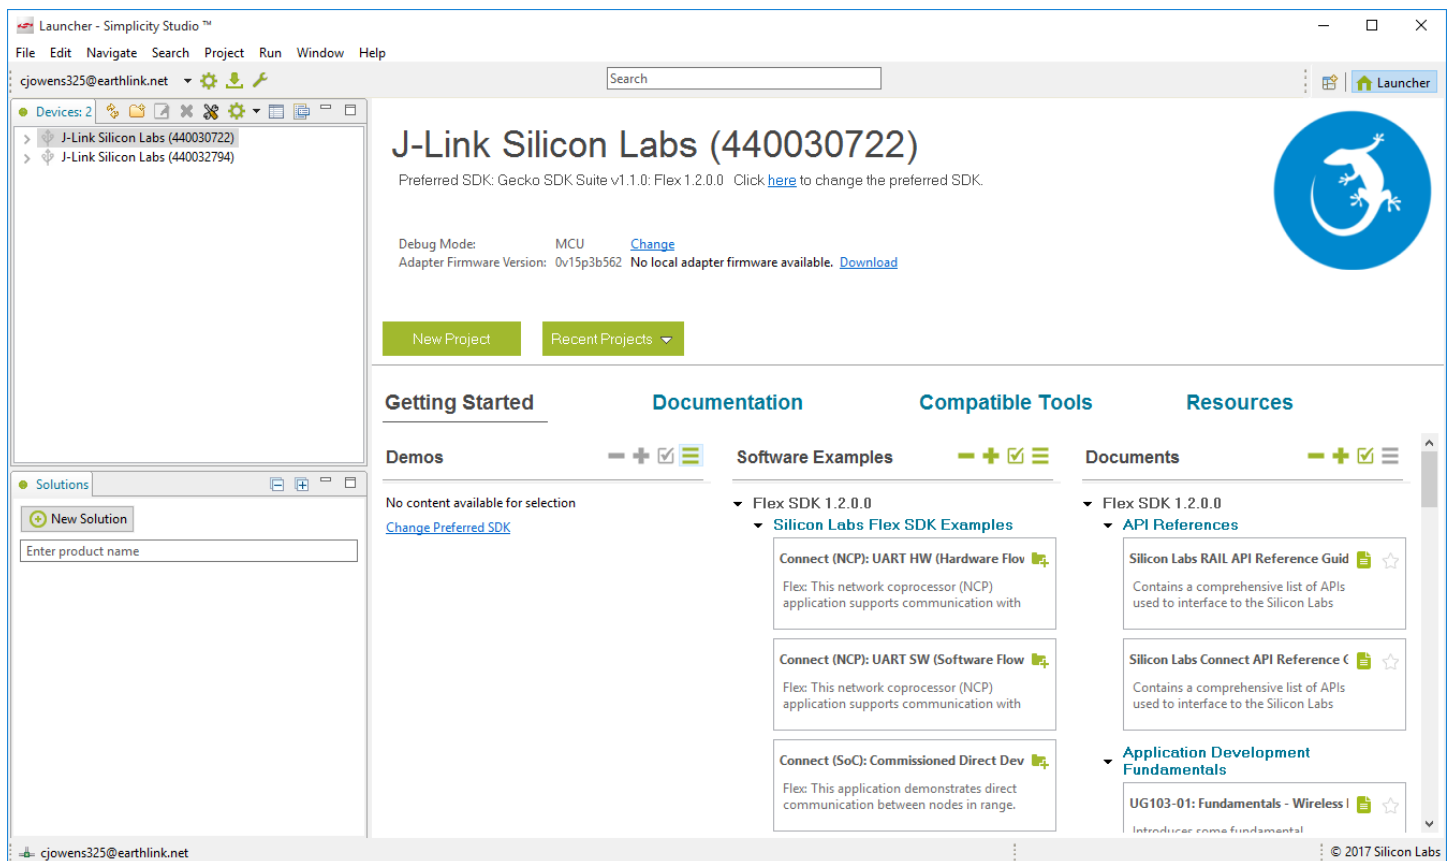 Launcher - Simplicity Studio ™
File Edit Navigate Search Project Run Window Help
cjowens325@earthlink.net
Search
Launcher
Devices: 2
J-Link Silicon Labs (440030722)
J-Link Silicon Labs (440032794)
J-Link Silicon Labs (440030722)
Preferred SDK: Gecko SDK Suite v1.1.0: Flex 1.2.0.0 Click here to change the preferred SDK.
Debug Mode: MCU Change
Adapter Firmware Version: 0v15p3b562 No local adapter firmware available. Download
New Project
Recent Projects
Getting Started
Documentation
Compatible Tools
Resources
Demos
No content available for selection
Change Preferred SDK
Software Examples
Flex SDK 1.2.0.0
Silicon Labs Flex SDK Examples
Connect (NCP): UART HW (Hardware Flov
Flex: This network coprocessor (NCP)
application supports communication with
Connect (NCP): UART SW (Software Flow
Flex: This network coprocessor (NCP)
application supports communication with
Connect (SoC): Commissioned Direct Dev
Flex: This application demonstrates direct
communication between nodes in range.
Documents
Flex SDK 1.2.0.0
API References
Silicon Labs RAIL API Reference Guid
Contains a comprehensive list of APIs
used to interface to the Silicon Labs
Silicon Labs Connect API Reference
Contains a comprehensive list of APIs
used to interface to the Silicon Labs
Application Development
Fundamentals
UG103-01: Fundamentals - Wireless
Introduces some fundamental
Solutions
New Solution
Enter product name
cjowens325@earthlink.net
© 2017 Silicon Labs